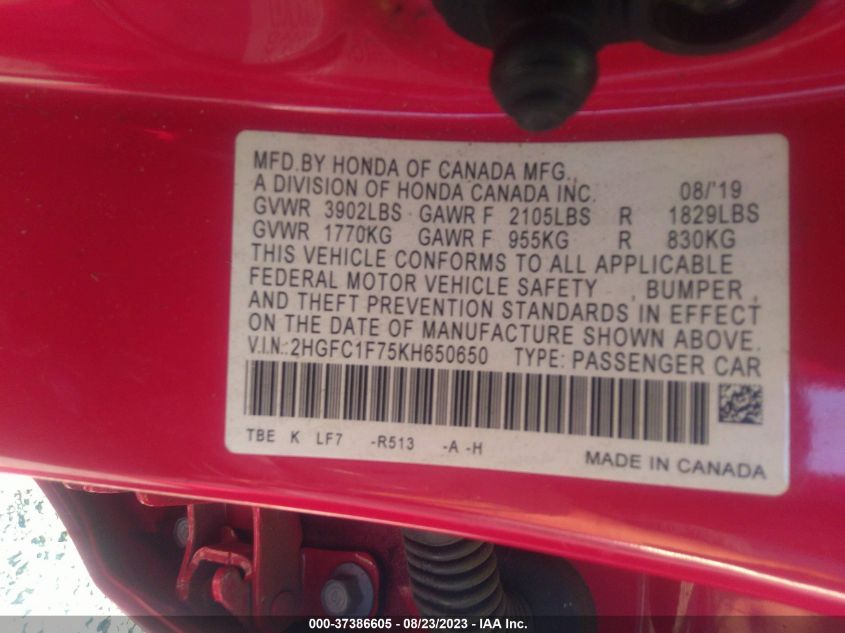 MFD.BY HONDA OF CANADA MFG.,
A DIVISION OF HONDA CANADA INC. 08/'19
GVWR 3902LBS GAWR F 2105LBS R 1829LBS
GVWR 1770KG GAWR F 955KG R 830KG
THIS VEHICLE CONFORMS TO ALL APPLICABLE
FEDERAL MOTOR VEHICLE SAFETY , BUMPER ,
AND THEFT PREVENTION STANDARDS IN EFFECT
ON THE DATE OF MANUFACTURE SHOWN ABOVE.
V.I.N.:2HGFC1F75KH650650 TYPE: PASSENGER CAR
TBE K LF7 -R513 -A -H
MADE IN CANADA
000-37386605 - 08/23/2023 - IAA Inc.